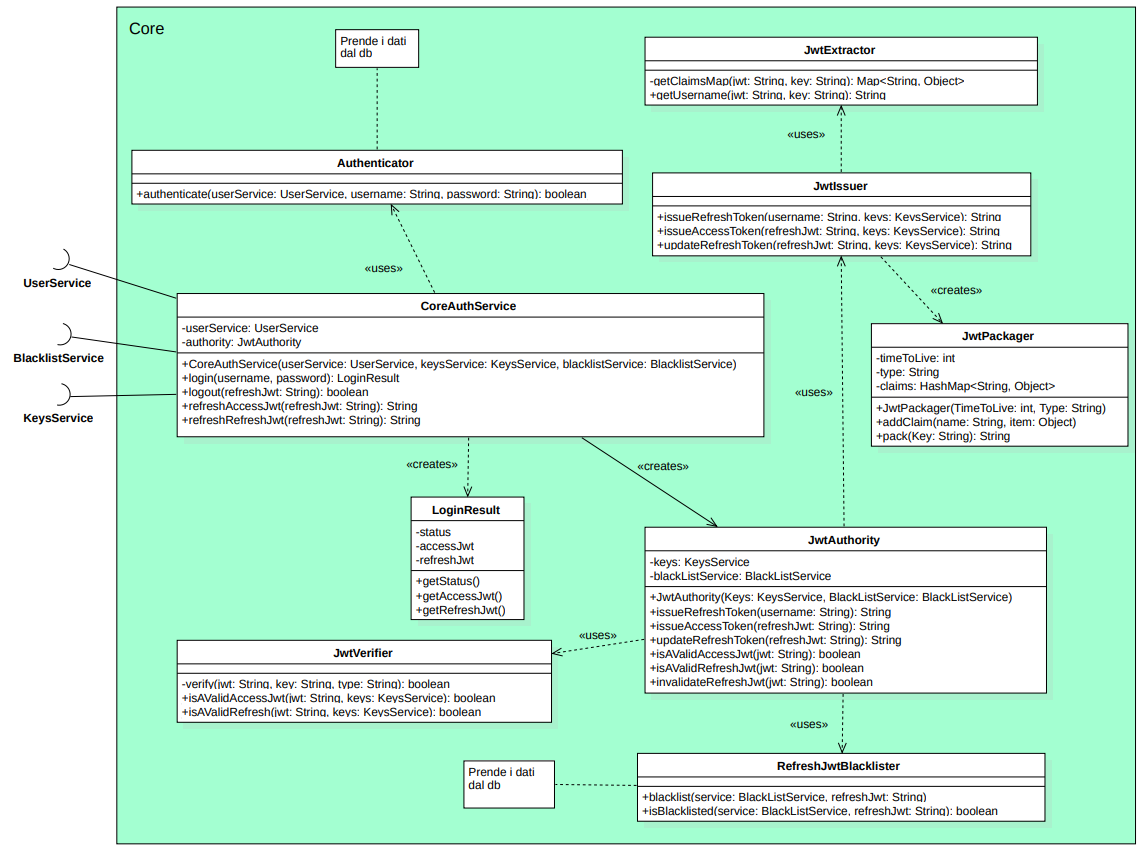 Core
Prende i dati
dal db
JwtExtractor
-getClaimsMap(jwt: String, key: String): Map<String, Object>
+getUsername(jwt: String, key: String): String
«uses»
Authenticator
+authenticate(userService: UserService, username: String, password: String): boolean
JwtIssuer
+issueRefreshToken(username: String, keys: KeysService): String
+issueAccessToken(refreshJwt: String, keys: KeysService): String
+updateRefreshToken(refreshJwt: String, keys: KeysService): String
«uses»
«creates»
UserService
BlacklistService
KeysService
CoreAuthService
-userService: UserService
-authority: JwtAuthority
+CoreAuthService(userService: UserService, keysService: KeysService, blacklistService: BlacklistService)
+login(username, password): LoginResult
+logout(refreshJwt: String): boolean
+refreshAccessJwt(refreshJwt: String): String
+refreshRefreshJwt(refreshJwt: String): String
JwtPackager
-timeToLive: int
-type: String
-claims: HashMap<String, Object>
+JwtPackager(TimeToLive: int, Type: String)
+addClaim(name: String, item: Object)
+pack(Key: String): String
«uses»
«creates»
«creates»
LoginResult
-status
-accessJwt
-refreshJwt
+getStatus()
+getAccessJwt()
+getRefreshJwt()
JwtAuthority
-keys: KeysService
-blackListService: BlackListService
+JwtAuthority(Keys: KeysService, BlackListService: BlackListService)
+issueRefreshToken(username: String): String
+issueAccessToken(refreshJwt: String): String
+updateRefreshToken(refreshJwt: String): String
+isAValidAccessJwt(jwt: String): boolean
+isAValidRefreshJwt(jwt: String): boolean
+invalidateRefreshJwt(jwt: String): boolean
«uses»
JwtVerifier
-verify(jwt: String, key: String, type: String): boolean
+isAValidAccessJwt(jwt: String, keys: KeysService): boolean
+isAValidRefresh(jwt: String, keys: KeysService): boolean
«uses»
Prende i dati
dal db
RefreshJwtBlacklister
+blacklist(service: BlackListService, refreshJwt: String)
+isBlacklisted(service: BlackListService, refreshJwt: String): boolean